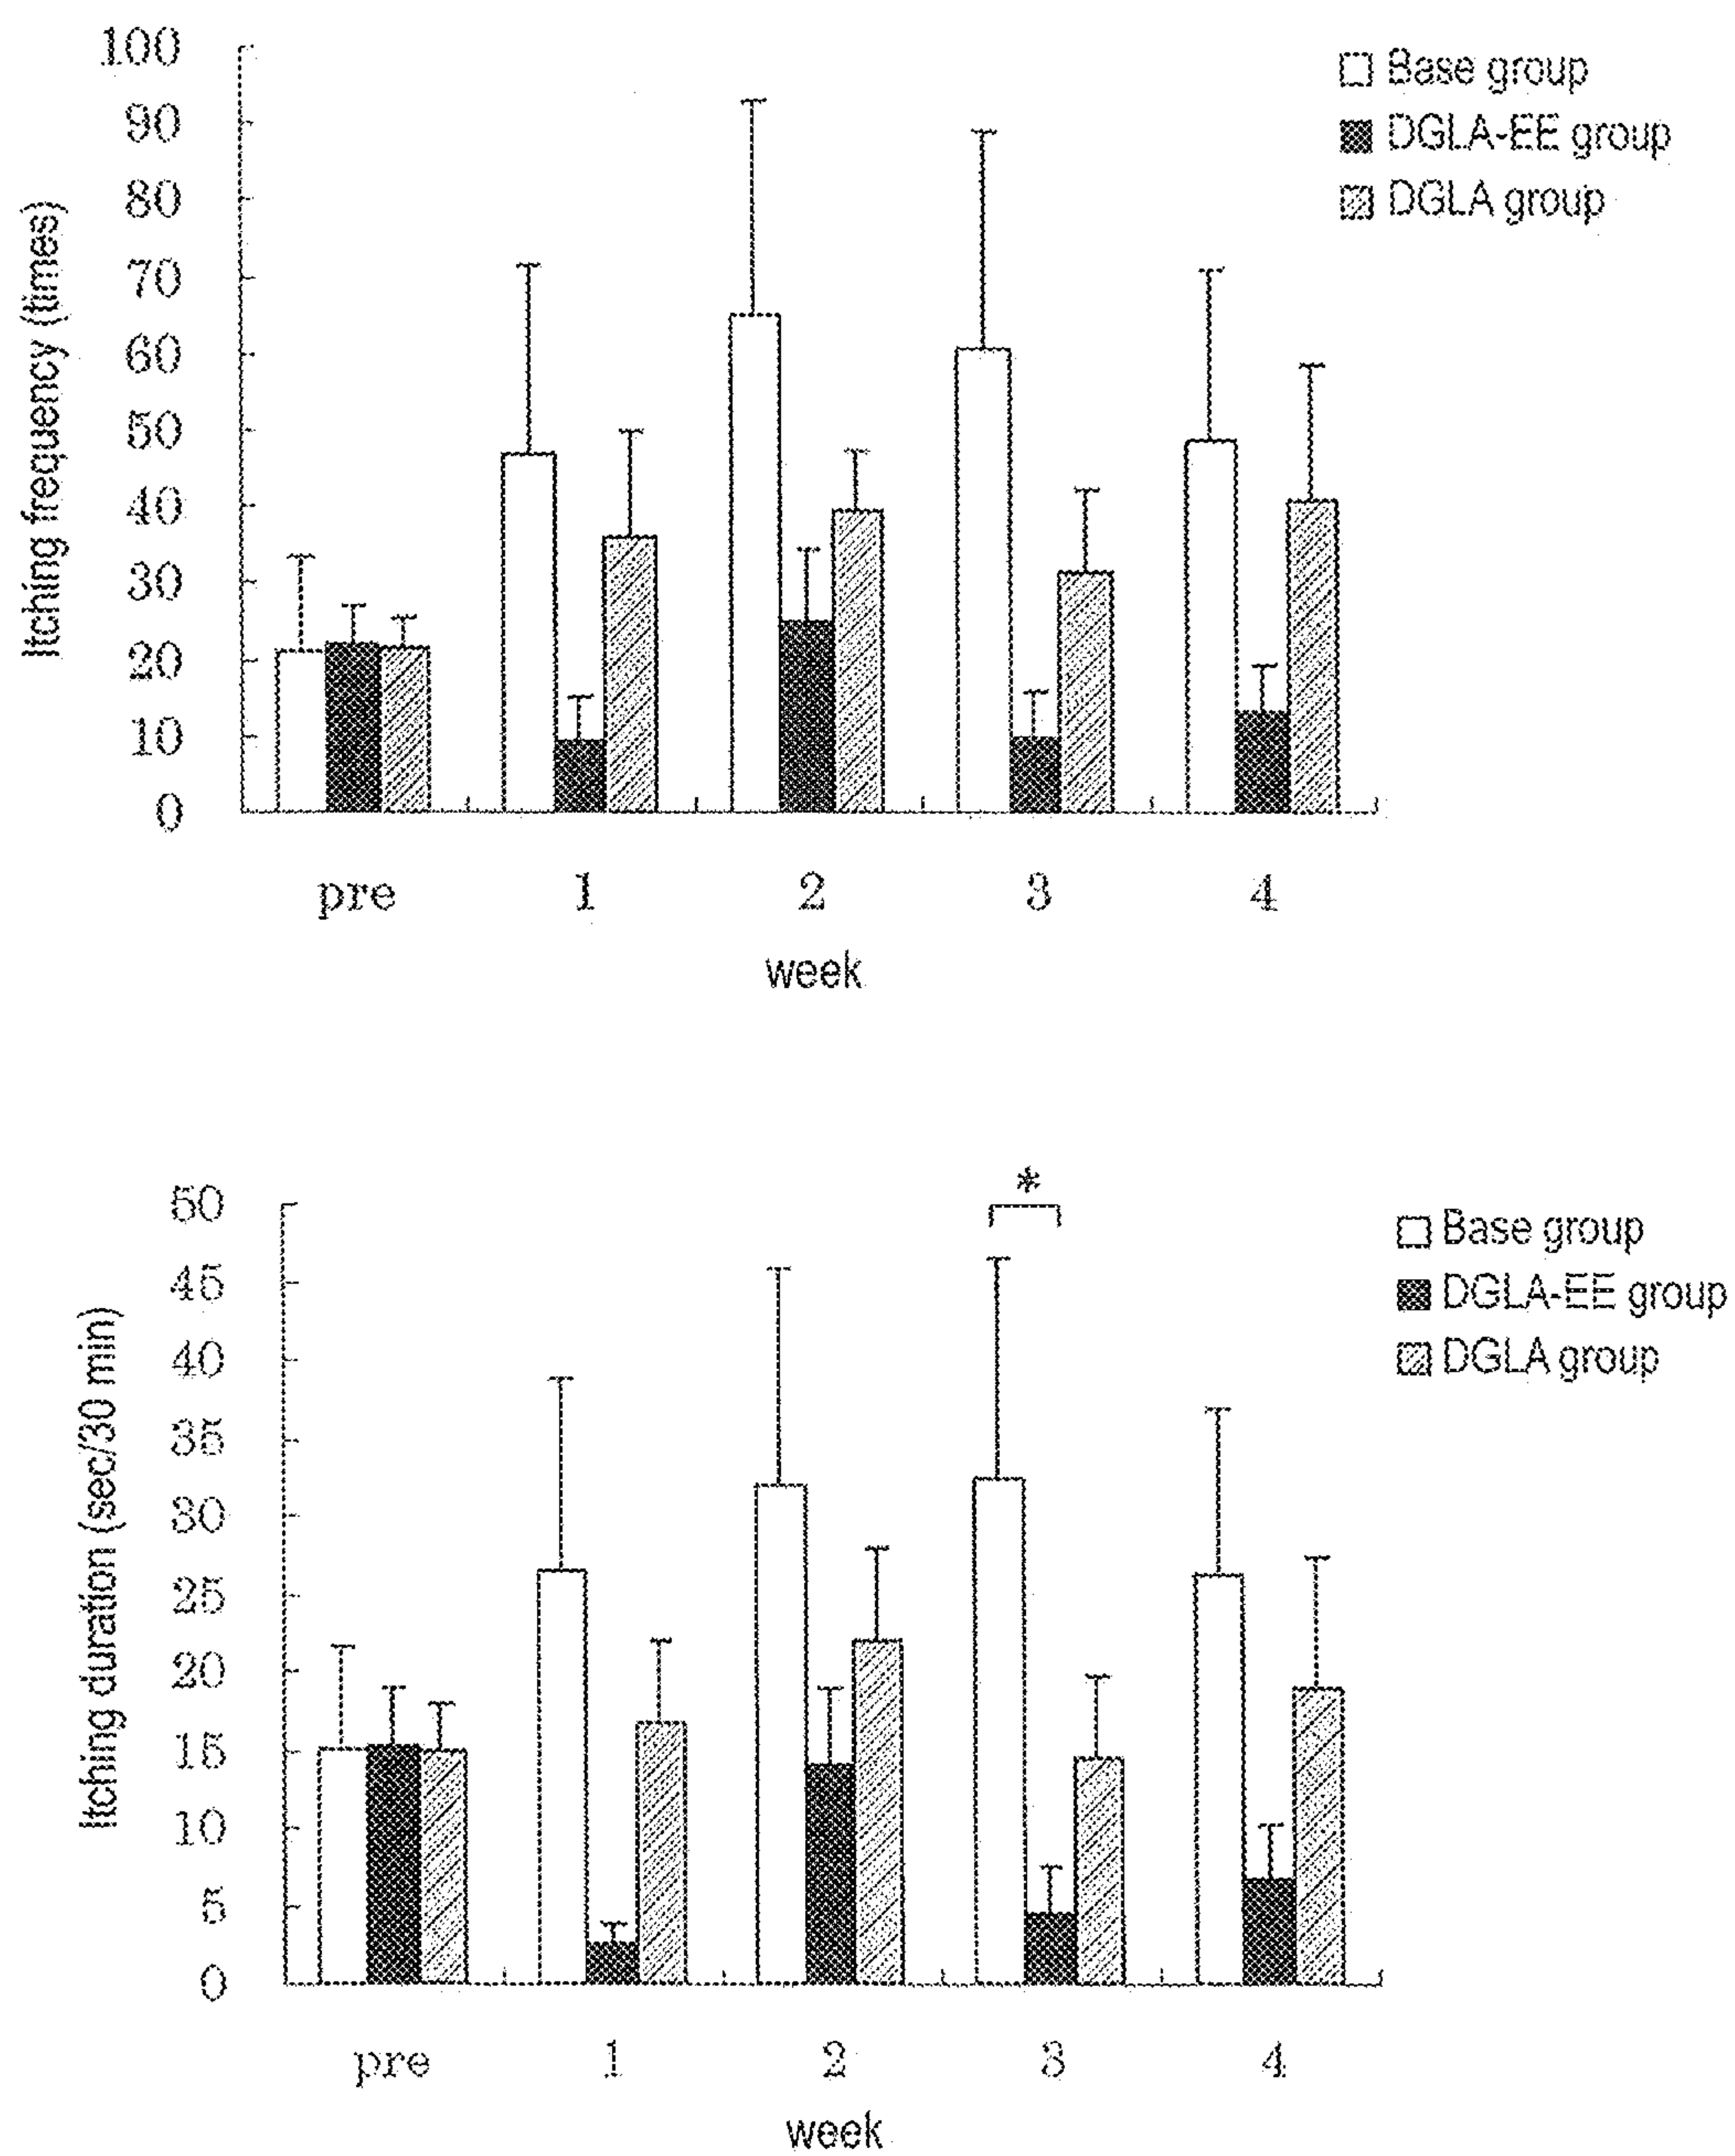 100
90
80
70
60
50
40
30
20
10
0
Itching frequency (times)
Base group
DGLA-EE group
DGLA group
pre 1 2 3 4
week
50
45
40
35
30
25
20
15
10
5
0
Itching duration (sec/30 min)
*
Base group
DGLA-EE group
DGLA group
pre 1 2 3 4
week